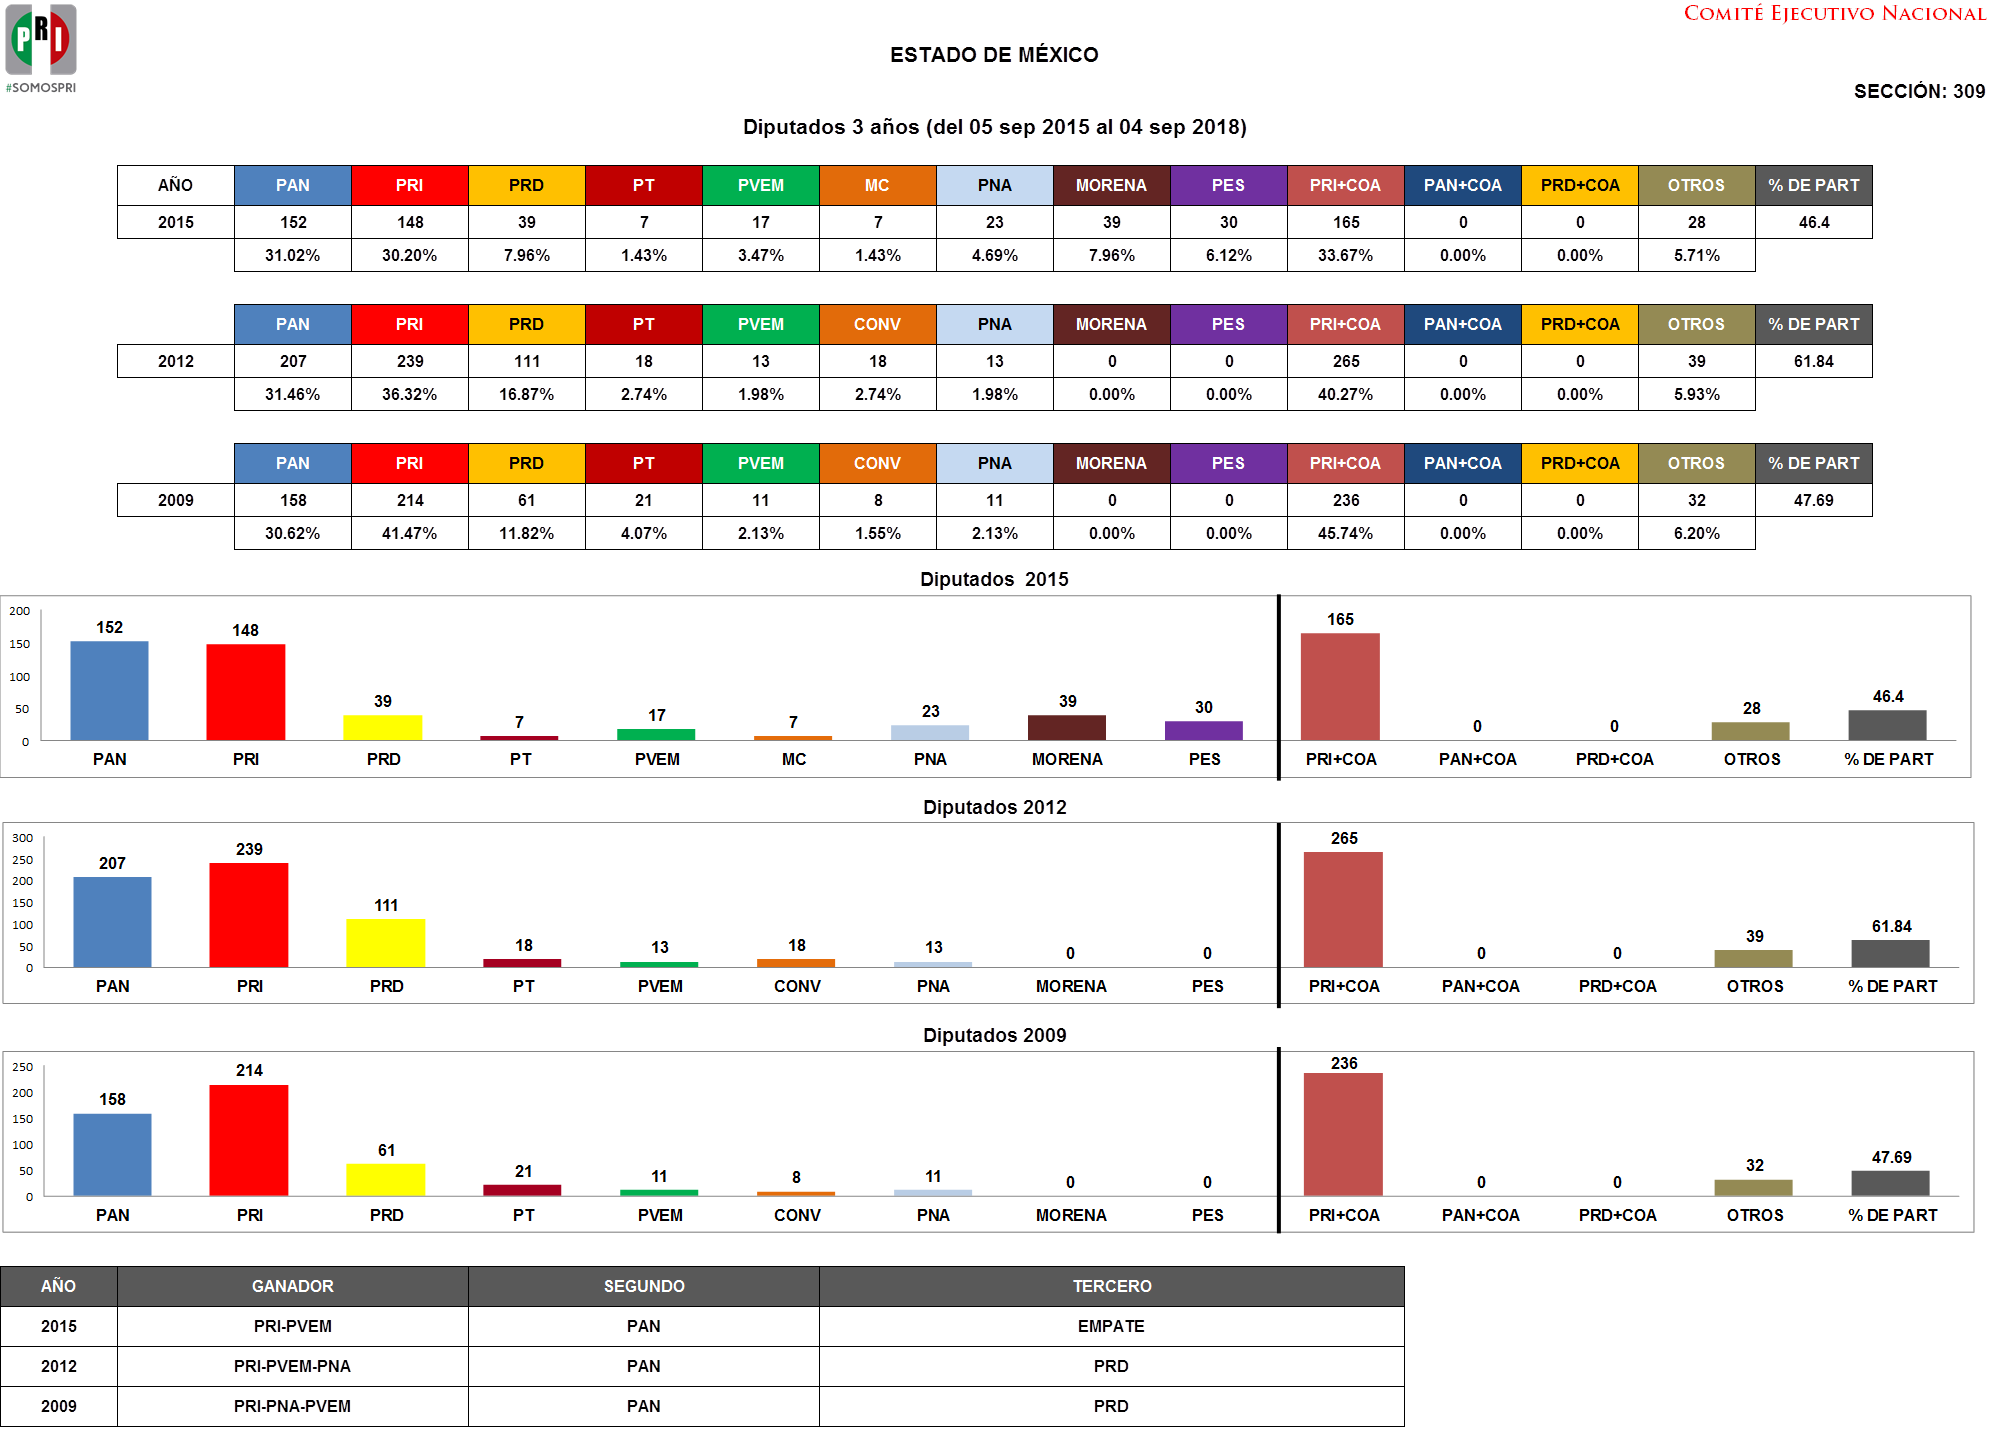 PRI
#SOMOSPRI
COMITÉ EJECUTIVO NACIONAL
ESTADO DE MÉXICO
SECCIÓN: 309
Diputados 3 años (del 05 sep 2015 al 04 sep 2018)
AÑO PAN PRI PRD PT PVEM MC PNA MORENA PES PRI+COA PAN+COA PRD+COA OTROS % DE PART
2015 152 148 39 7 17 7 23 39 30 165 0 0 28 46.4
31.02% 30.20% 7.96% 1.43% 3.47% 1.43% 4.69% 7.96% 6.12% 33.67% 0.00% 0.00% 5.71%
PAN PRI PRD PT PVEM CONV PNA MORENA PES PRI+COA PAN+COA PRD+COA OTROS % DE PART
2012 207 239 111 18 13 18 13 0 0 265 0 0 39 61.84
31.46% 36.32% 16.87% 2.74% 1.98% 2.74% 1.98% 0.00% 0.00% 40.27% 0.00% 0.00% 5.93%
PAN PRI PRD PT PVEM CONV PNA MORENA PES PRI+COA PAN+COA PRD+COA OTROS % DE PART
2009 158 214 61 21 11 8 11 0 0 236 0 0 32 47.69
30.62% 41.47% 11.82% 4.07% 2.13% 1.55% 2.13% 0.00% 0.00% 45.74% 0.00% 0.00% 6.20%
Diputados 2015
200
150
100
50
0
152 148 39 7 17 7 23 39 30 165 0 0 28 46.4
PAN PRI PRD PT PVEM MC PNA MORENA PES PRI+COA PAN+COA PRD+COA OTROS % DE PART
Diputados 2012
300
250
200
150
100
50
0
207 239 111 18 13 18 13 0 0 265 0 0 39 61.84
PAN PRI PRD PT PVEM CONV PNA MORENA PES PRI+COA PAN+COA PRD+COA OTROS % DE PART
Diputados 2009
250
200
150
100
50
0
158 214 61 21 11 8 11 0 0 236 0 0 32 47.69
PAN PRI PRD PT PVEM CONV PNA MORENA PES PRI+COA PAN+COA PRD+COA OTROS % DE PART
AÑO GANADOR SEGUNDO TERCERO
2015 PRI-PVEM PAN EMPATE
2012 PRI-PVEM-PNA PAN PRD
2009 PRI-PNA-PVEM PAN PRD